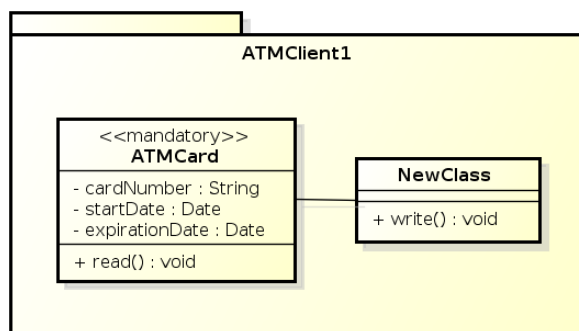 ATMClient1
<<mandatory>>
ATMCard
- cardNumber : String
- startDate : Date
- expirationDate : Date
+ read() : void
NewClass
+ write() : void